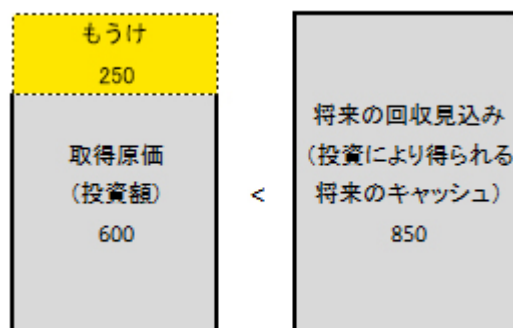 もうけ
250
取得原価
(投資額)
600
<
将来の回収見込み
(投資により得られる
将来のキャッシュ)
850